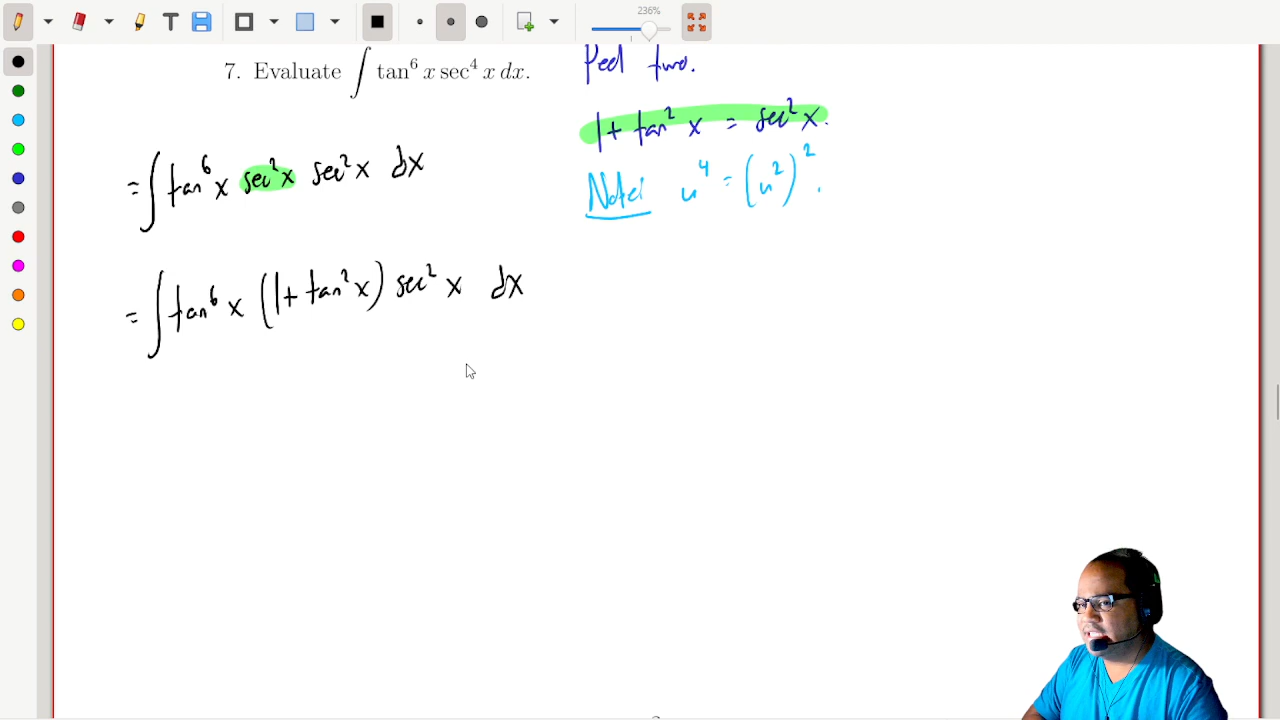 236%
7. Evaluate ∫ tan⁶ x sec⁴ x dx.
Peel two.
1 + tan² x = sec² x.
Note: u⁴ = (u²)².
= ∫ tan⁶ x sec² x sec² x dx
= ∫ tan⁶ x (1 + tan² x) sec² x dx